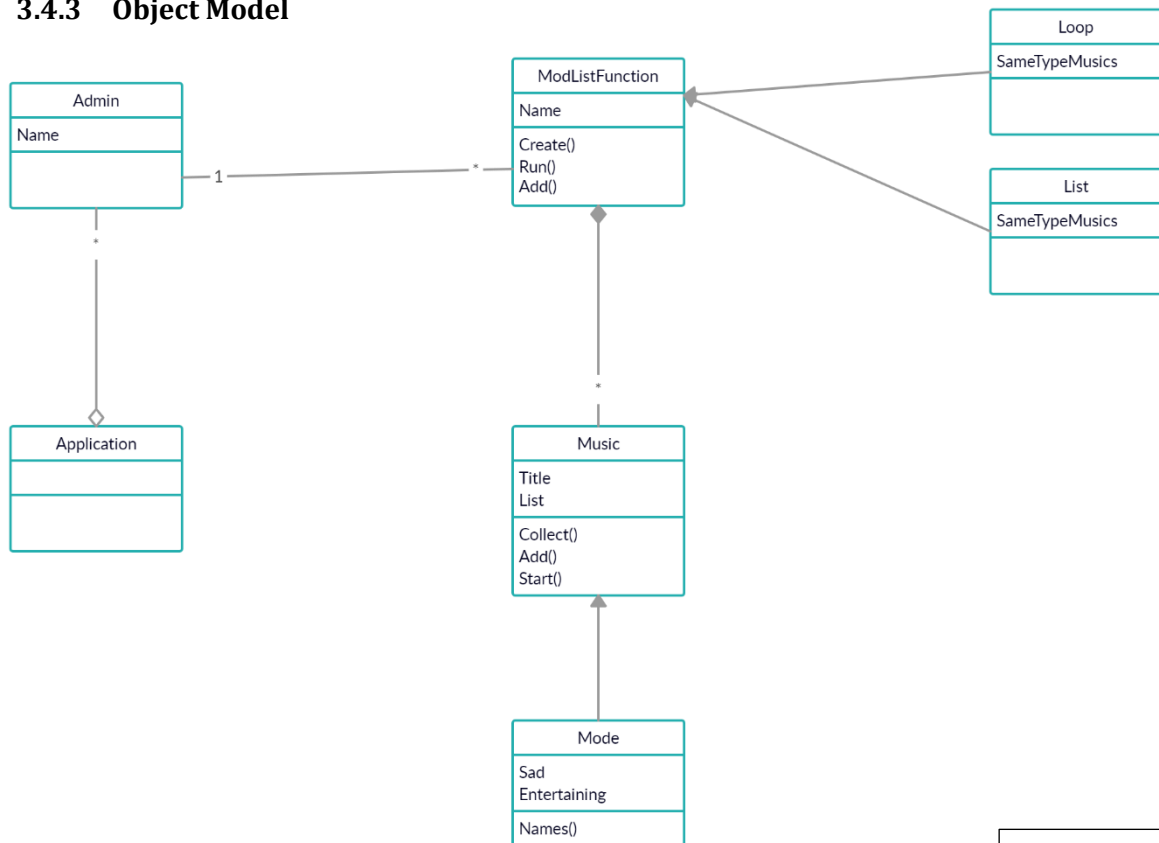 3.4.3 Object Model
Loop
SameTypeMusics
ModListFunction
Name
Create()
Run()
Add()
Admin
Name
1
*
List
SameTypeMusics
*
*
Application
Music
Title
List
Collect()
Add()
Start()
Mode
Sad
Entertaining
Names()